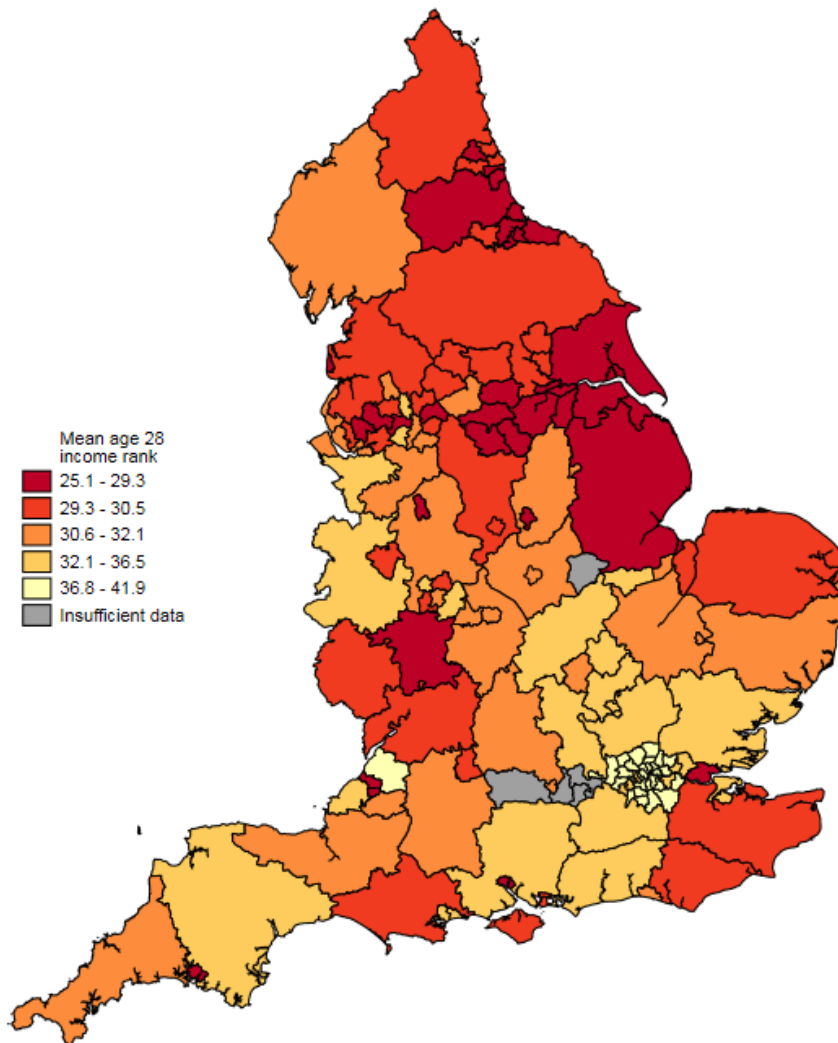 Mean age 28
income rank
25.1 - 29.3
29.3 - 30.5
30.6 - 32.1
32.1 - 36.5
36.8 - 41.9
Insufficient data